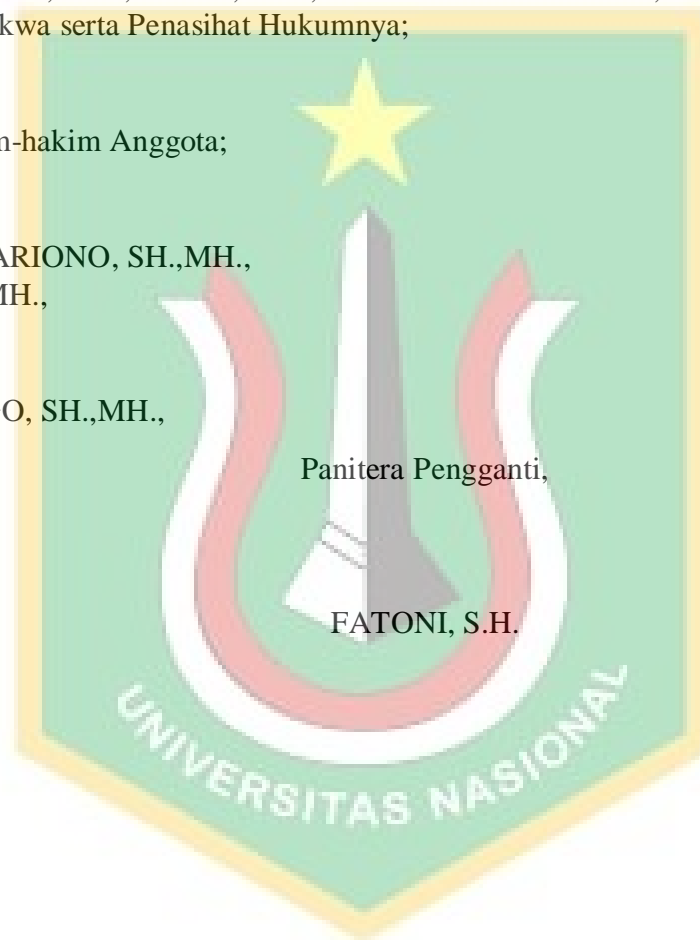 kwa serta Penasihat Hukumnya;
n-hakim Anggota;
ARIONO, SH.,MH.,
MH.,
O, SH.,MH.,
Panitera Pengganti,
FATONI, S.H.
UNIVERSITAS NASIONAL